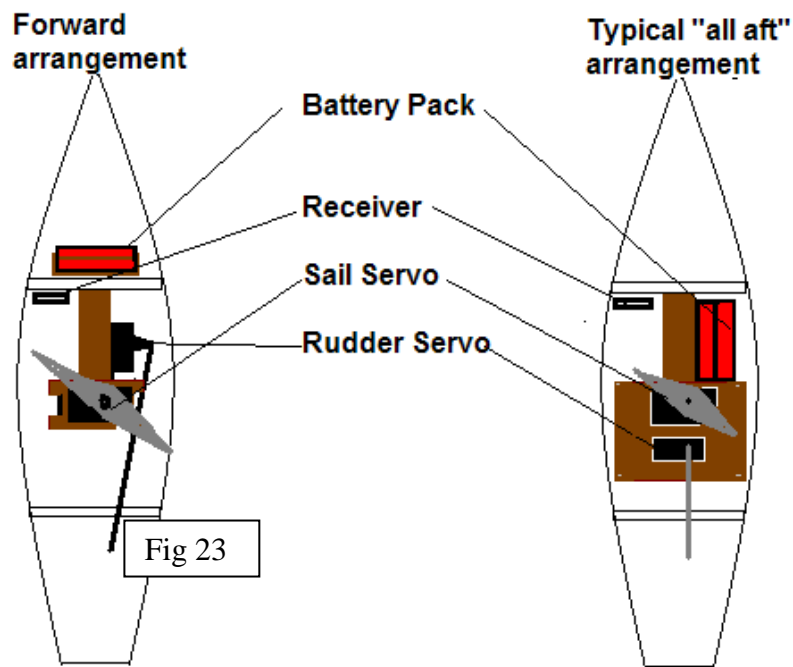 Forward
arrangement
Typical "all aft"
arrangement
Battery Pack
Receiver
Sail Servo
Rudder Servo
Fig 23